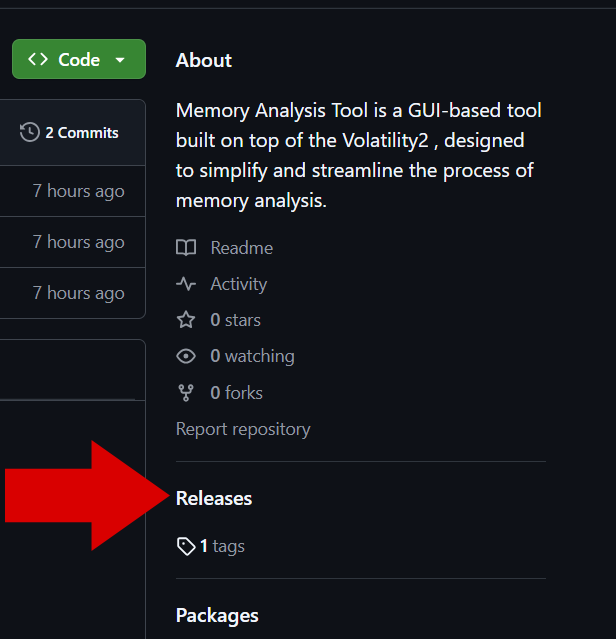 Code
About
Memory Analysis Tool is a GUI-based tool
built on top of the Volatility2 , designed
to simplify and streamline the process of
memory analysis.
2 Commits
7 hours ago
7 hours ago
7 hours ago
Readme
Activity
0 stars
0 watching
0 forks
Report repository
Releases
1 tags
Packages